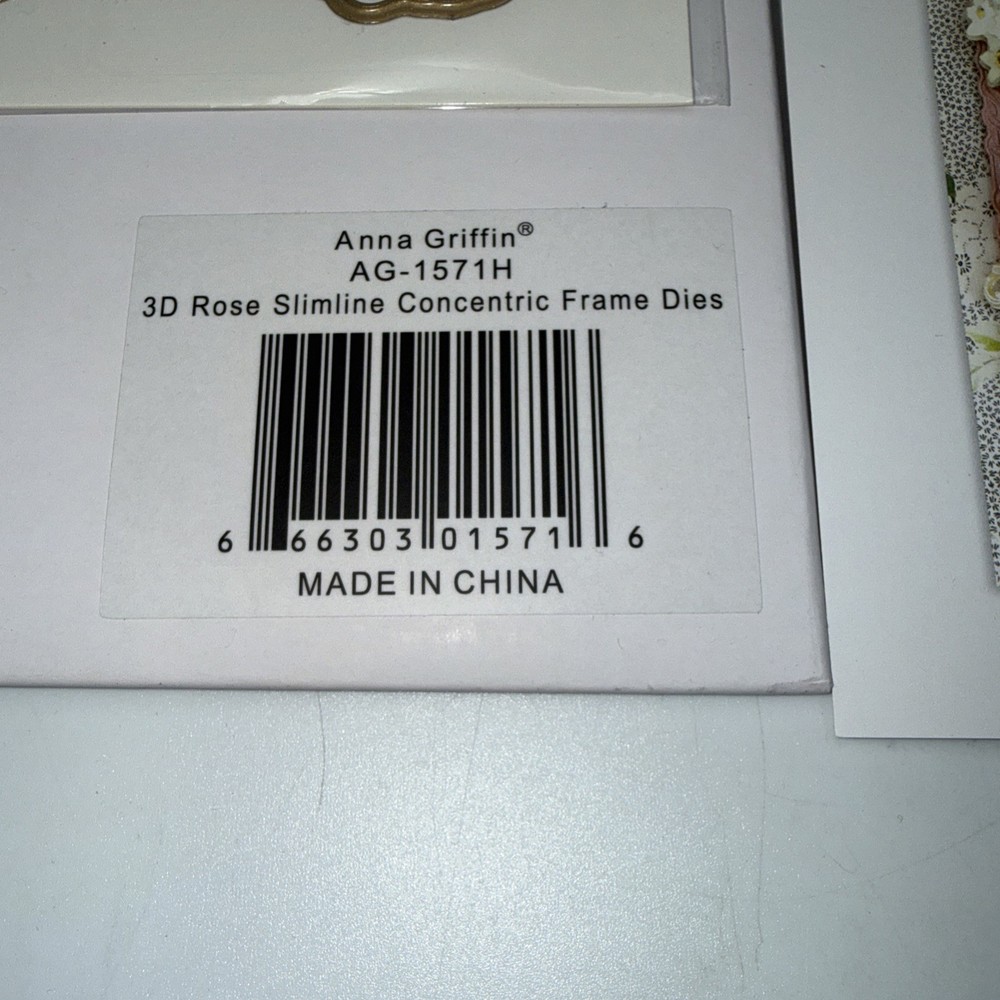 Anna Griffin®
AG-1571H
3D Rose Slimline Concentric Frame Dies
6 66303 01571 6
MADE IN CHINA